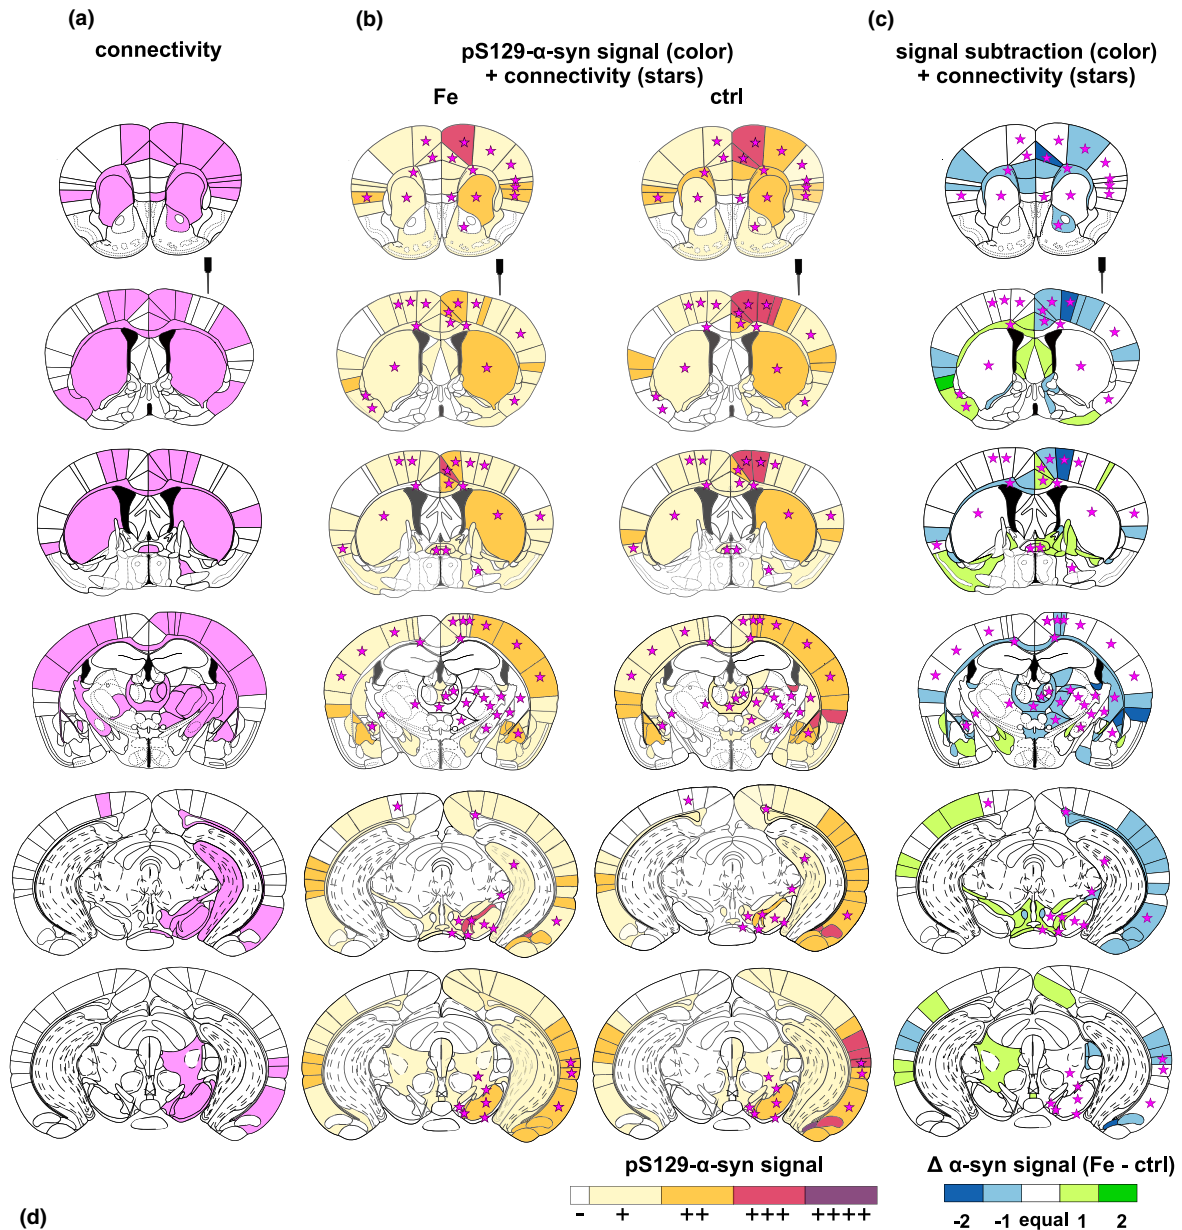 (a)
connectivity
(b)
pS129-α-syn signal (color)
+ connectivity (stars)
Fe
ctrl
(c)
signal subtraction (color)
+ connectivity (stars)
pS129-α-syn signal
- + ++ +++ ++++
Δ α-syn signal (Fe - ctrl)
-2 -1 equal 1 2
(d)